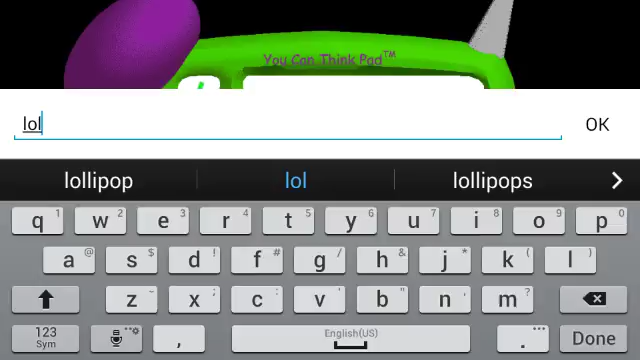 You Can Think Pad™
lol OK
lollipop lol lollipops
q 1 w 2 e 3 r 4 t 5 y 6 u 7 i 8 o 9 p 0
a @ s $ d ! f # g / h & j * k ( l )
z - x ; c : v ' b " n , m ?
123 Sym , English(US) . ... Done